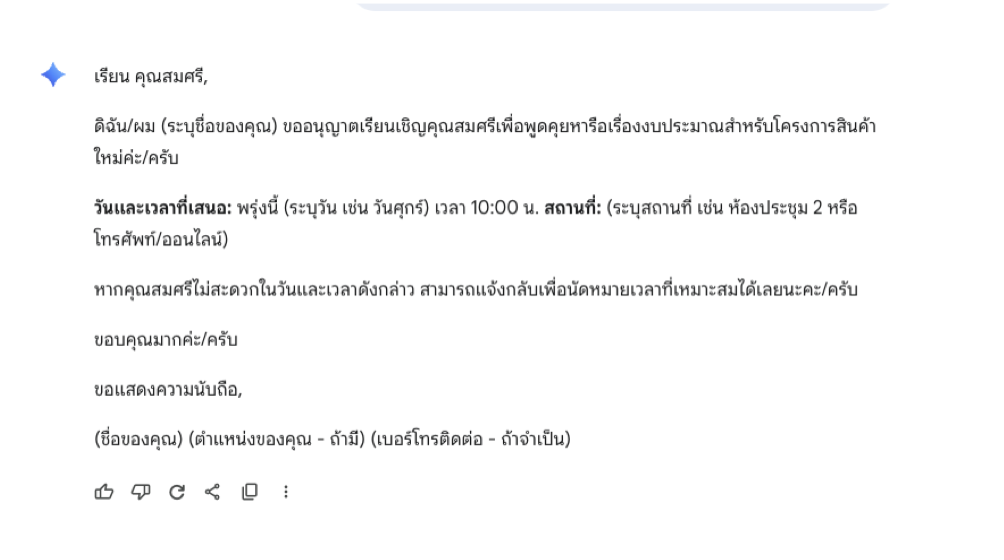 เรียน คุณสมศรี,
ดิฉัน/ผม (ระบุชื่อของคุณ) ขออนุญาตเรียนเชิญคุณสมศรีเพื่อพูดคุยหารือเรื่องงบประมาณสำหรับโครงการสินค้า
ใหม่ค่ะ/ครับ
วันและเวลาที่เสนอ: พรุ่งนี้ (ระบุวัน เช่น วันศุกร์) เวลา 10:00 น. สถานที่: (ระบุสถานที่ เช่น ห้องประชุม 2 หรือ
โทรศัพท์/ออนไลน์)
หากคุณสมศรีไม่สะดวกในวันและเวลาดังกล่าว สามารถแจ้งกลับเพื่อนัดหมายเวลาที่เหมาะสมได้เลยนะคะ/ครับ
ขอบคุณมากค่ะ/ครับ
ขอแสดงความนับถือ,
(ชื่อของคุณ) (ตำแหน่งของคุณ - ถ้ามี) (เบอร์โทรติดต่อ - ถ้าจำเป็น)